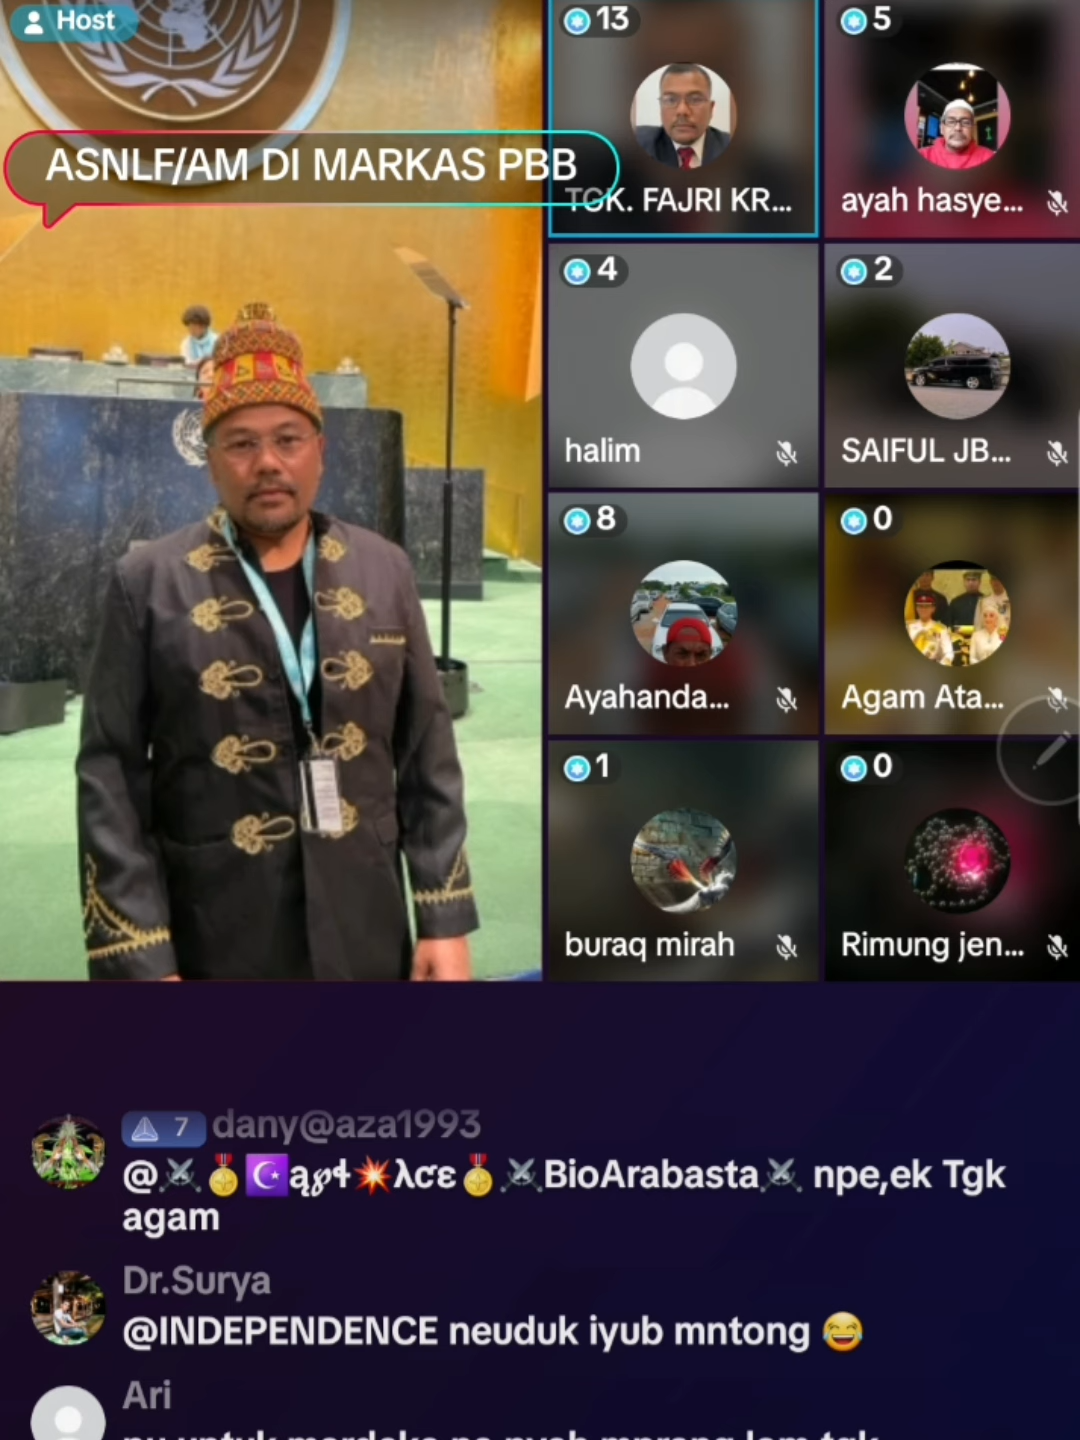 Host
13
5
ASNLF/AM DI MARKAS PBB
TGK. FAJRI KR...
ayah hasye...
4
2
halim
SAIFUL JB...
8
0
Ayahanda...
Agam Ata...
1
0
buraq mirah
Rimung jen...
7 dany@aza1993
@⚔️🏅☪️ą℘ɬ💥λƈɛ🏅⚔️BioArabasta⚔️ npe,ek Tgk
agam
Dr.Surya
@INDEPENDENCE neuduk iyub mntong 😂
Ari